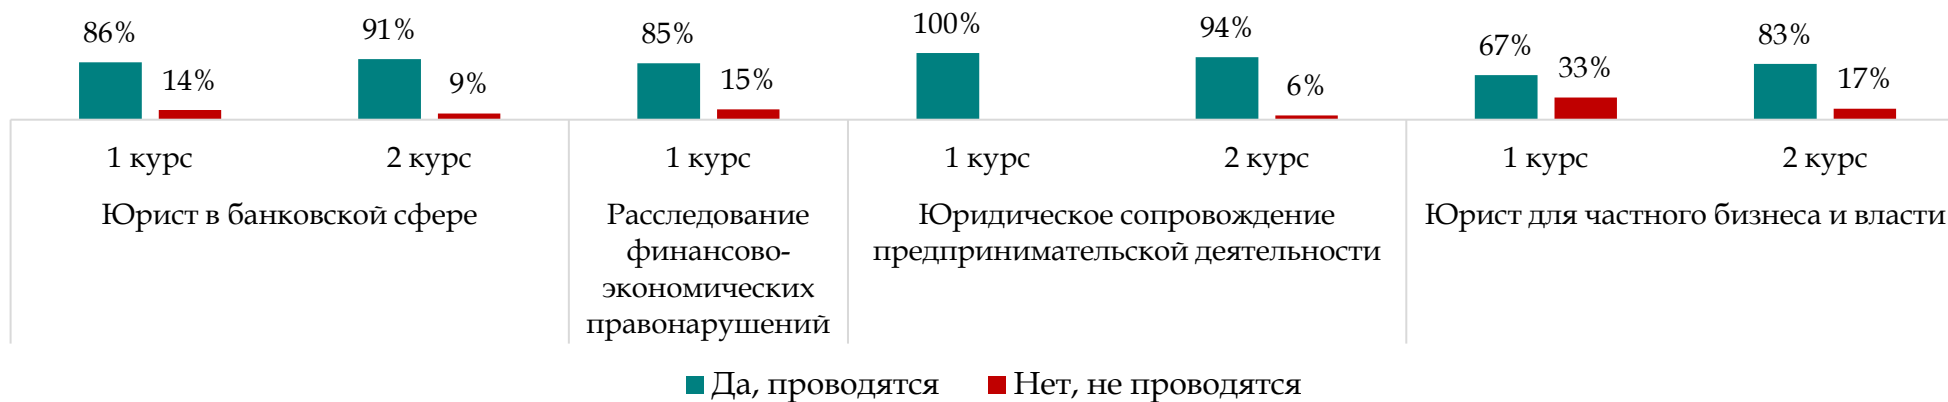 86%
14%
91%
9%
85%
15%
100%
94%
6%
67%
33%
83%
17%
1 курс
2 курс
1 курс
1 курс
2 курс
1 курс
2 курс
Юрист в банковской сфере
Расследование
финансово-
экономических
правонарушений
Юридическое сопровождение
предпринимательской деятельности
Юрист для частного бизнеса и власти
Да, проводятся
Нет, не проводятся